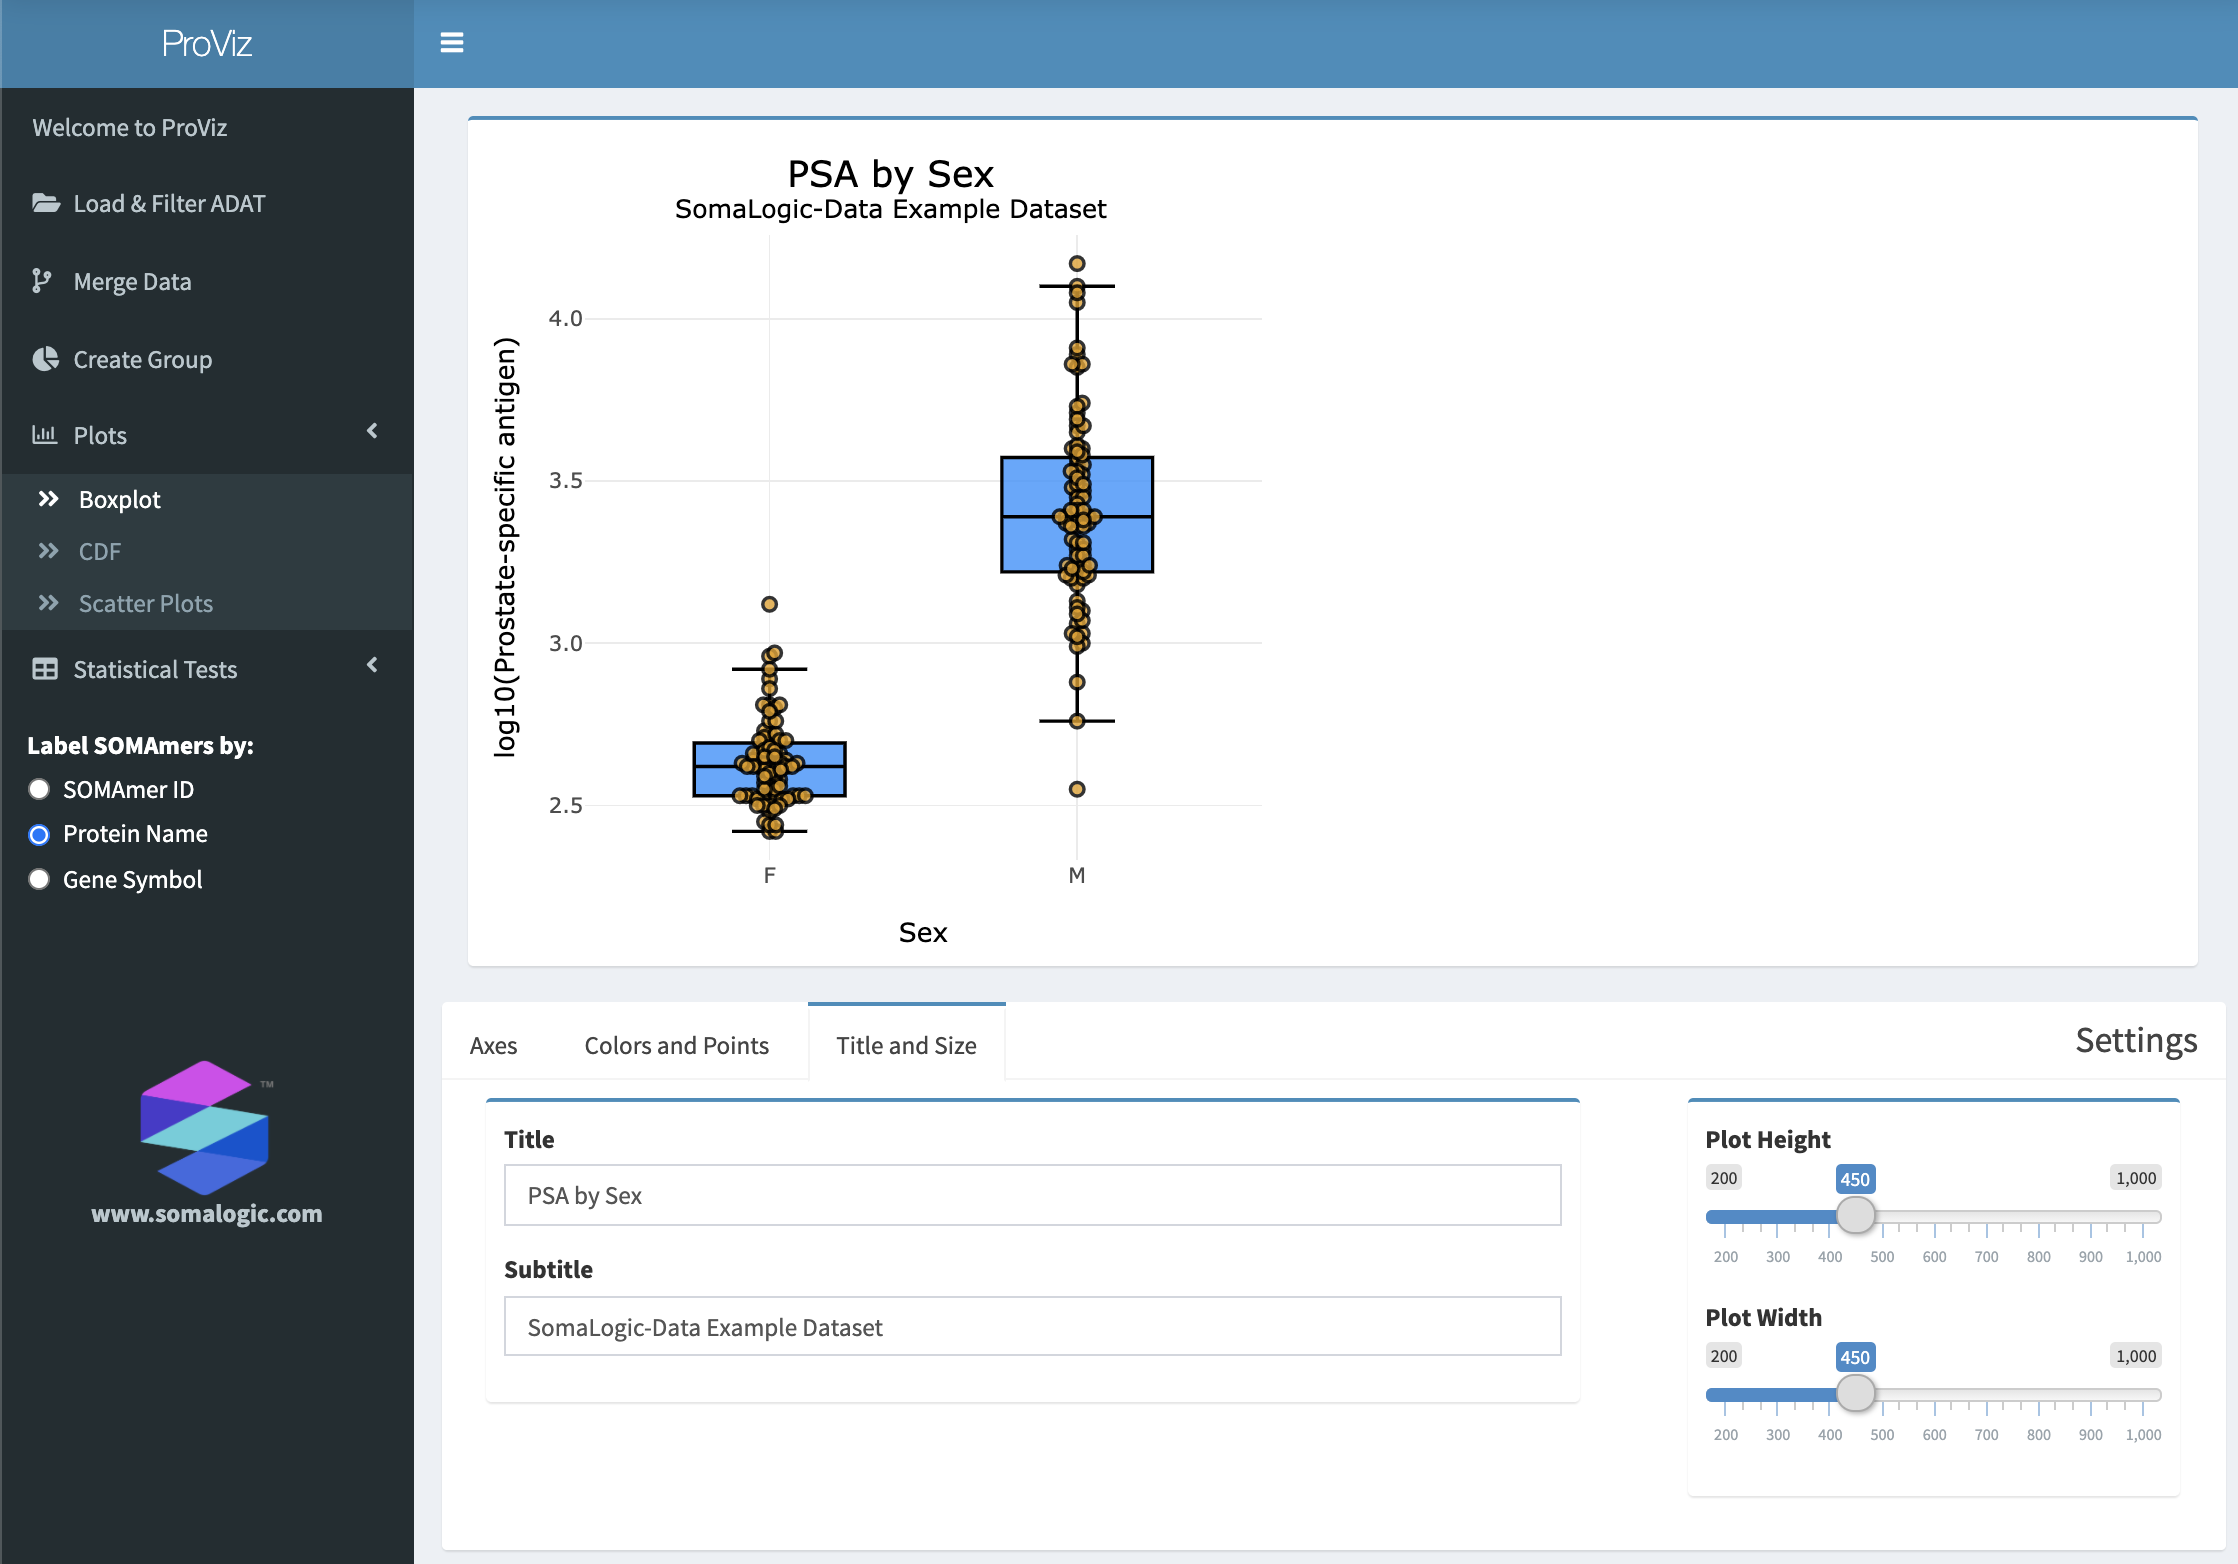 ProViz
Welcome to ProViz
Load & Filter ADAT
Merge Data
Create Group
Plots
Boxplot
CDF
Scatter Plots
Statistical Tests
Label SOMAmers by:
SOMAmer ID
Protein Name
Gene Symbol
TM
www.somalogic.com
PSA by Sex
SomaLogic-Data Example Dataset
log10(Prostate-specific antigen)
4.0
3.5
3.0
2.5
F M
Sex
Axes Colors and Points Title and Size Settings
Title
PSA by Sex
Subtitle
SomaLogic-Data Example Dataset
Plot Height
200 450 1,000
200 300 400 500 600 700 800 900 1,000
Plot Width
200 450 1,000
200 300 400 500 600 700 800 900 1,000